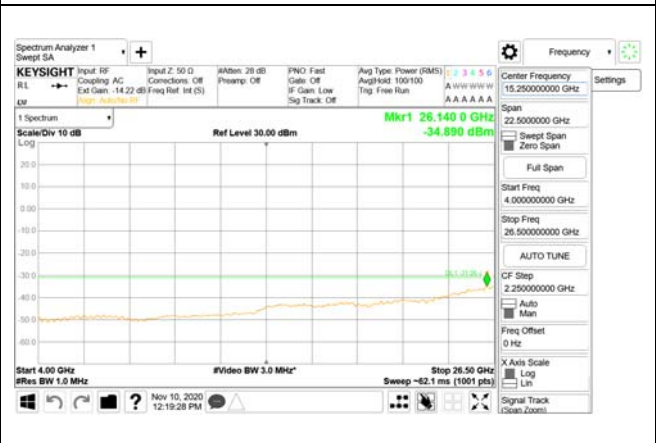 Spectrum Analyzer 1
Swept SA
+
Frequency
KEYSIGHT
RL
Input: RF
Coupling: AC
Ext Gain: -14.22 dB
Align: Auto/No RF
Input Z: 50 Ω
Corrections: Off
Freq Ref: Int (S)
#Atten: 28 dB
Preamp: Off
PNO: Fast
Gate: Off
IF Gain: Low
Sig Track: Off
Avg Type: Power (RMS)
Avg|Hold: 100/100
Trig: Free Run
1 2 3 4 5 6
A W W W W W
A A A A A A
Center Frequency
15.250000000 GHz
Settings
Span
22.5000000 GHz
Swept Span
Zero Span
Full Span
Start Freq
4.000000000 GHz
Stop Freq
26.500000000 GHz
AUTO TUNE
CF Step
2.250000000 GHz
Auto
Man
Freq Offset
0 Hz
X Axis Scale
Log
Lin
Signal Track
(Span Zoom)
1 Spectrum
Scale/Div 10 dB
Ref Level 30.00 dBm
Mkr1 26.140 0 GHz
-34.890 dBm
Log
20.0
10.0
0.00
-10.0
-20.0
-30.0
-40.0
-50.0
-60.0
Start 4.00 GHz
#Res BW 1.0 MHz
#Video BW 3.0 MHz*
Stop 26.50 GHz
Sweep ~62.1 ms (1001 pts)
?
Nov 10, 2020
12:19:28 PM